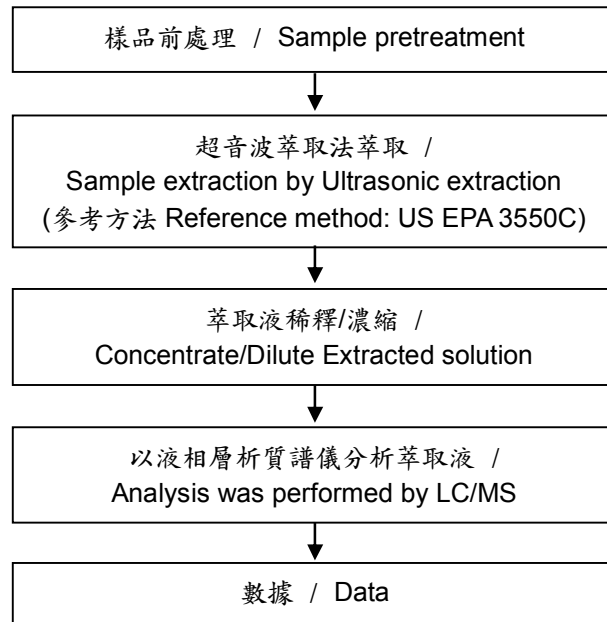 樣品前處理 / Sample pretreatment
超音波萃取法萃取 /
Sample extraction by Ultrasonic extraction
(參考方法 Reference method: US EPA 3550C)
萃取液稀釋/濃縮 /
Concentrate/Dilute Extracted solution
以液相層析質譜儀分析萃取液 /
Analysis was performed by LC/MS
數據 / Data